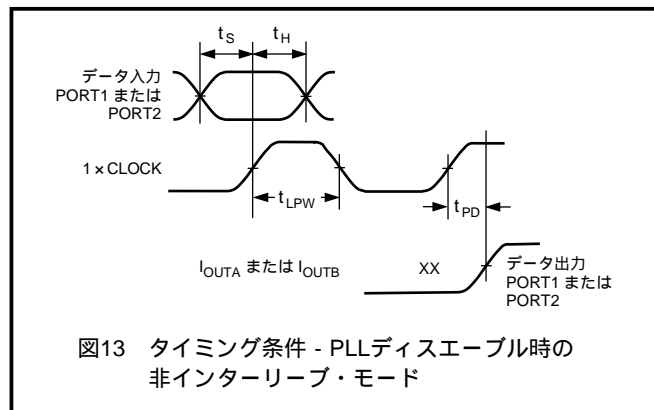 tS tH
データ入力
PORT1 または
PORT2
1×CLOCK
tLPW
tPD
IOUTA または IOUTB
XX
データ出力
PORT1 または
PORT2
図13 タイミング条件 - PLLディスエーブル時の
非インターリーブ・モード